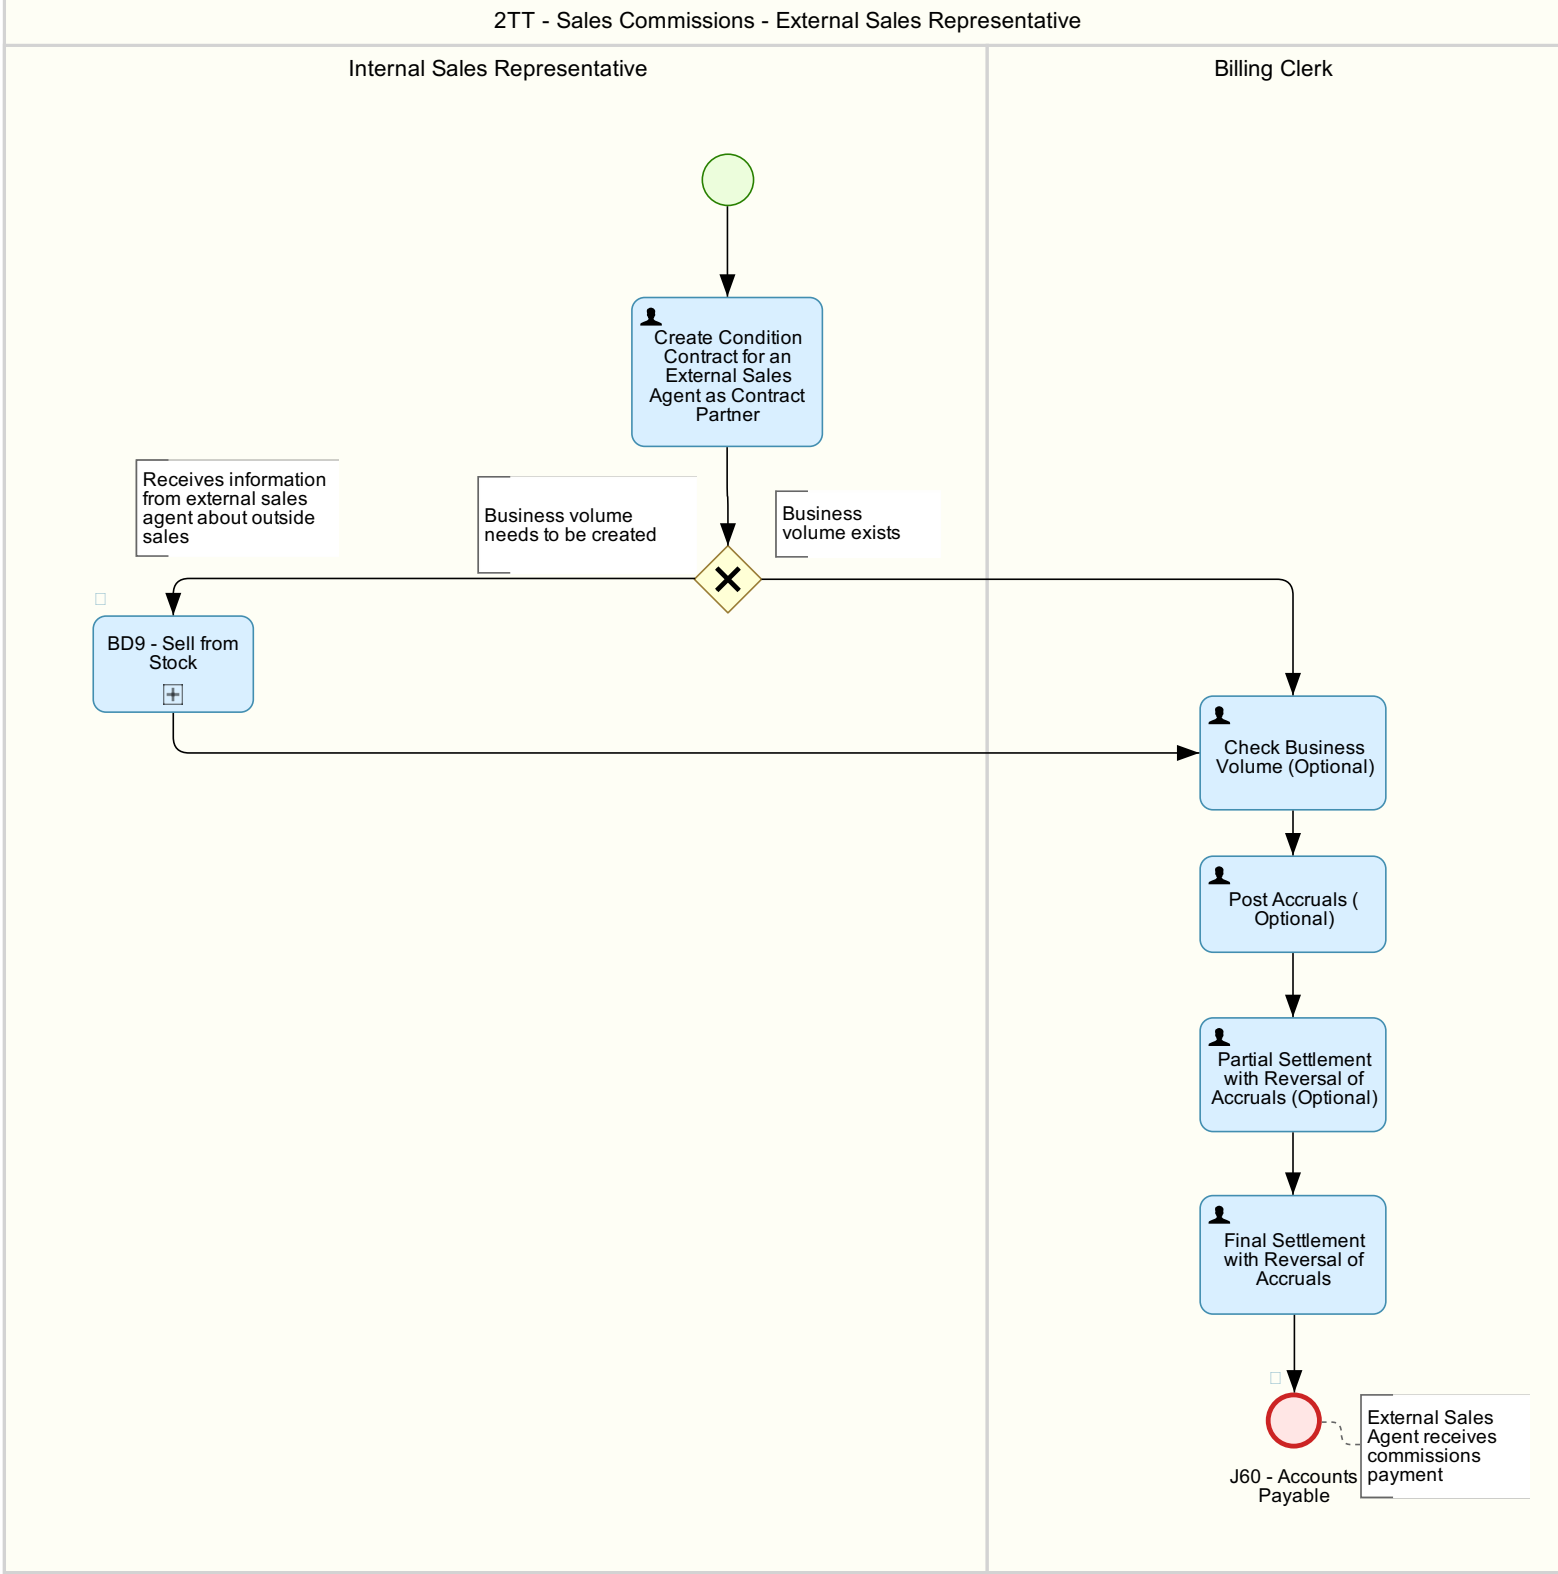 2TT - Sales Commissions - External Sales Representative
Internal Sales Representative
Billing Clerk
Create Condition
Contract for an
External Sales
Agent as Contract
Partner
Receives information
from external sales
agent about outside
sales
Business volume
needs to be created
Business
volume exists
BD9 - Sell from
Stock
Check Business
Volume (Optional)
Post Accruals (
Optional)
Partial Settlement
with Reversal of
Accruals (Optional)
Final Settlement
with Reversal of
Accruals
External Sales
Agent receives
commissions
payment
J60 - Accounts
Payable